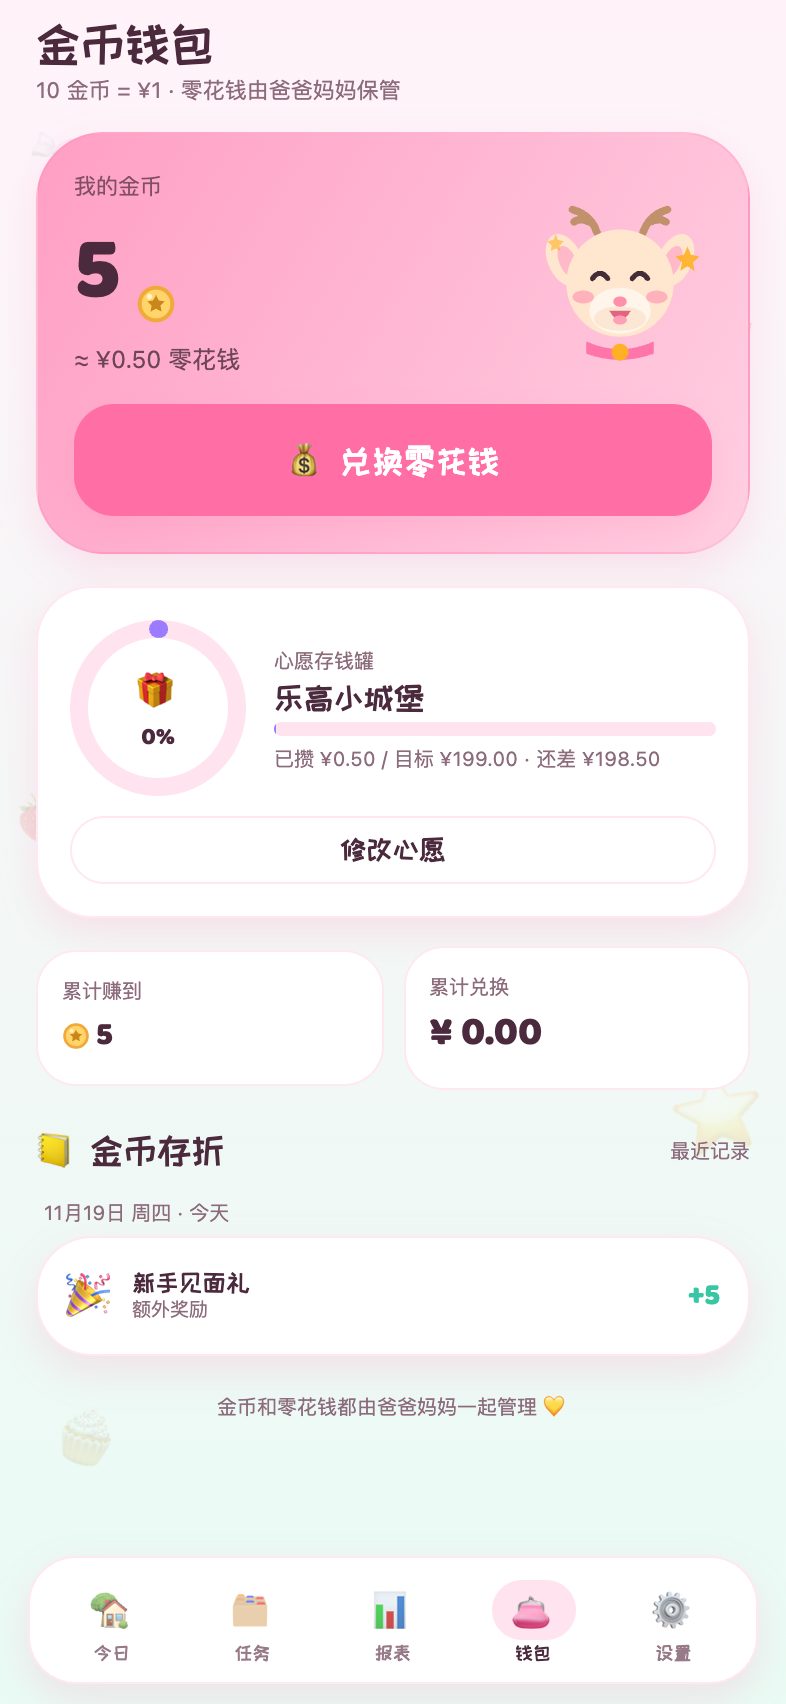 金币钱包
10 金币 = ¥1 · 零花钱由爸爸妈妈保管
我的金币
5
≈ ¥0.50 零花钱
兑换零花钱
0%
心愿存钱罐
乐高小城堡
已攒 ¥0.50 / 目标 ¥199.00 · 还差 ¥198.50
修改心愿
累计赚到
5
累计兑换
¥ 0.00
金币存折
最近记录
11月19日 周四 · 今天
新手见面礼
额外奖励
+5
金币和零花钱都由爸爸妈妈一起管理 💛
今日
任务
报表
钱包
设置